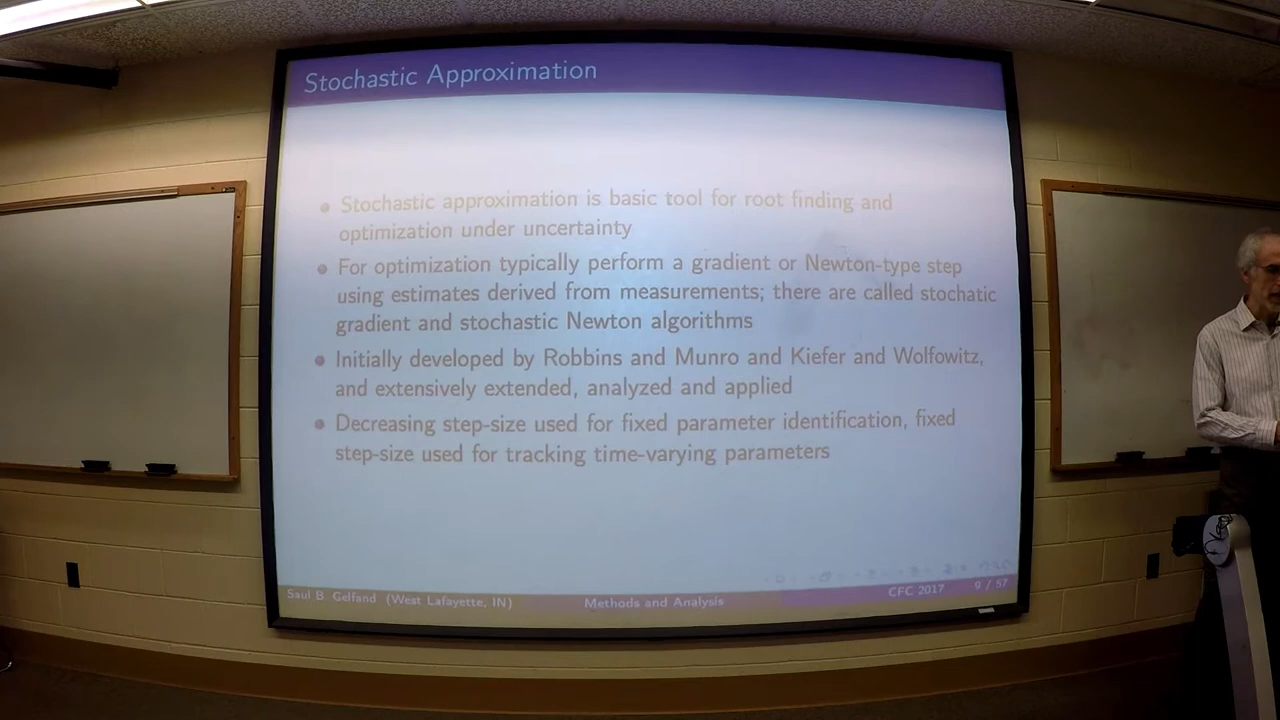 Stochastic Approximation
Stochastic approximation is basic tool for root finding and
optimization under uncertainty
For optimization typically perform a gradient or Newton-type step
using estimates derived from measurements; there are called stochatic
gradient and stochastic Newton algorithms
Initially developed by Robbins and Munro and Kiefer and Wolfowitz,
and extensively extended, analyzed and applied
Decreasing step-size used for fixed parameter identification, fixed
step-size used for tracking time-varying parameters
Saul B. Gelfand (West Lafayette, IN) Methods and Analysis CFC 2017 9 / 57